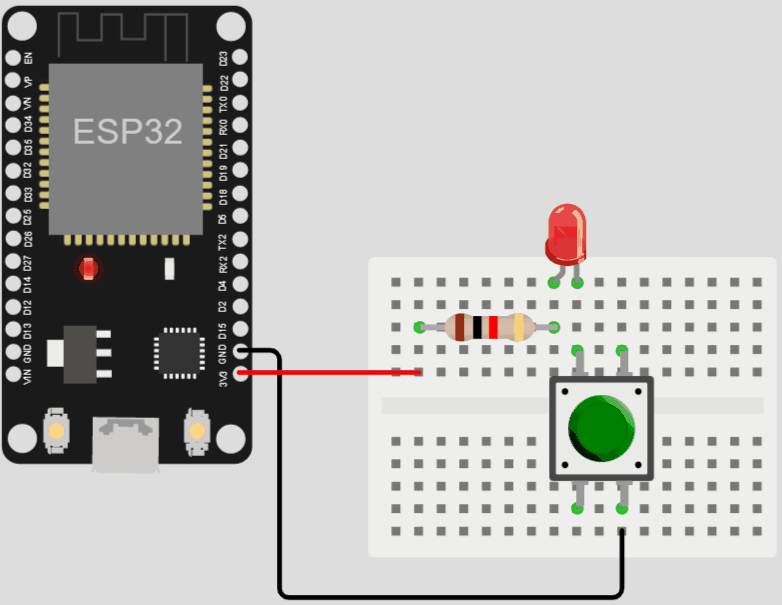 ESP32
EN
VP
VN
D34
D35
D32
D33
D25
D26
D27
D14
D12
D13
GND
VIN
D23
D22
TX0
RX0
D21
D19
D18
D5
TX2
RX2
D4
D2
D15
GND
3V3